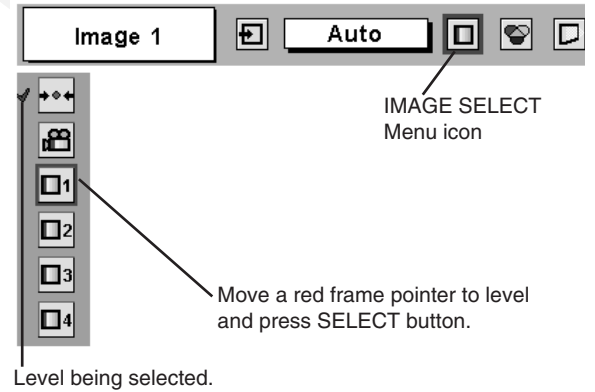 Image 1
Auto
IMAGE SELECT
Menu icon
1
2
3
4
Move a red frame pointer to level
and press SELECT button.
Level being selected.